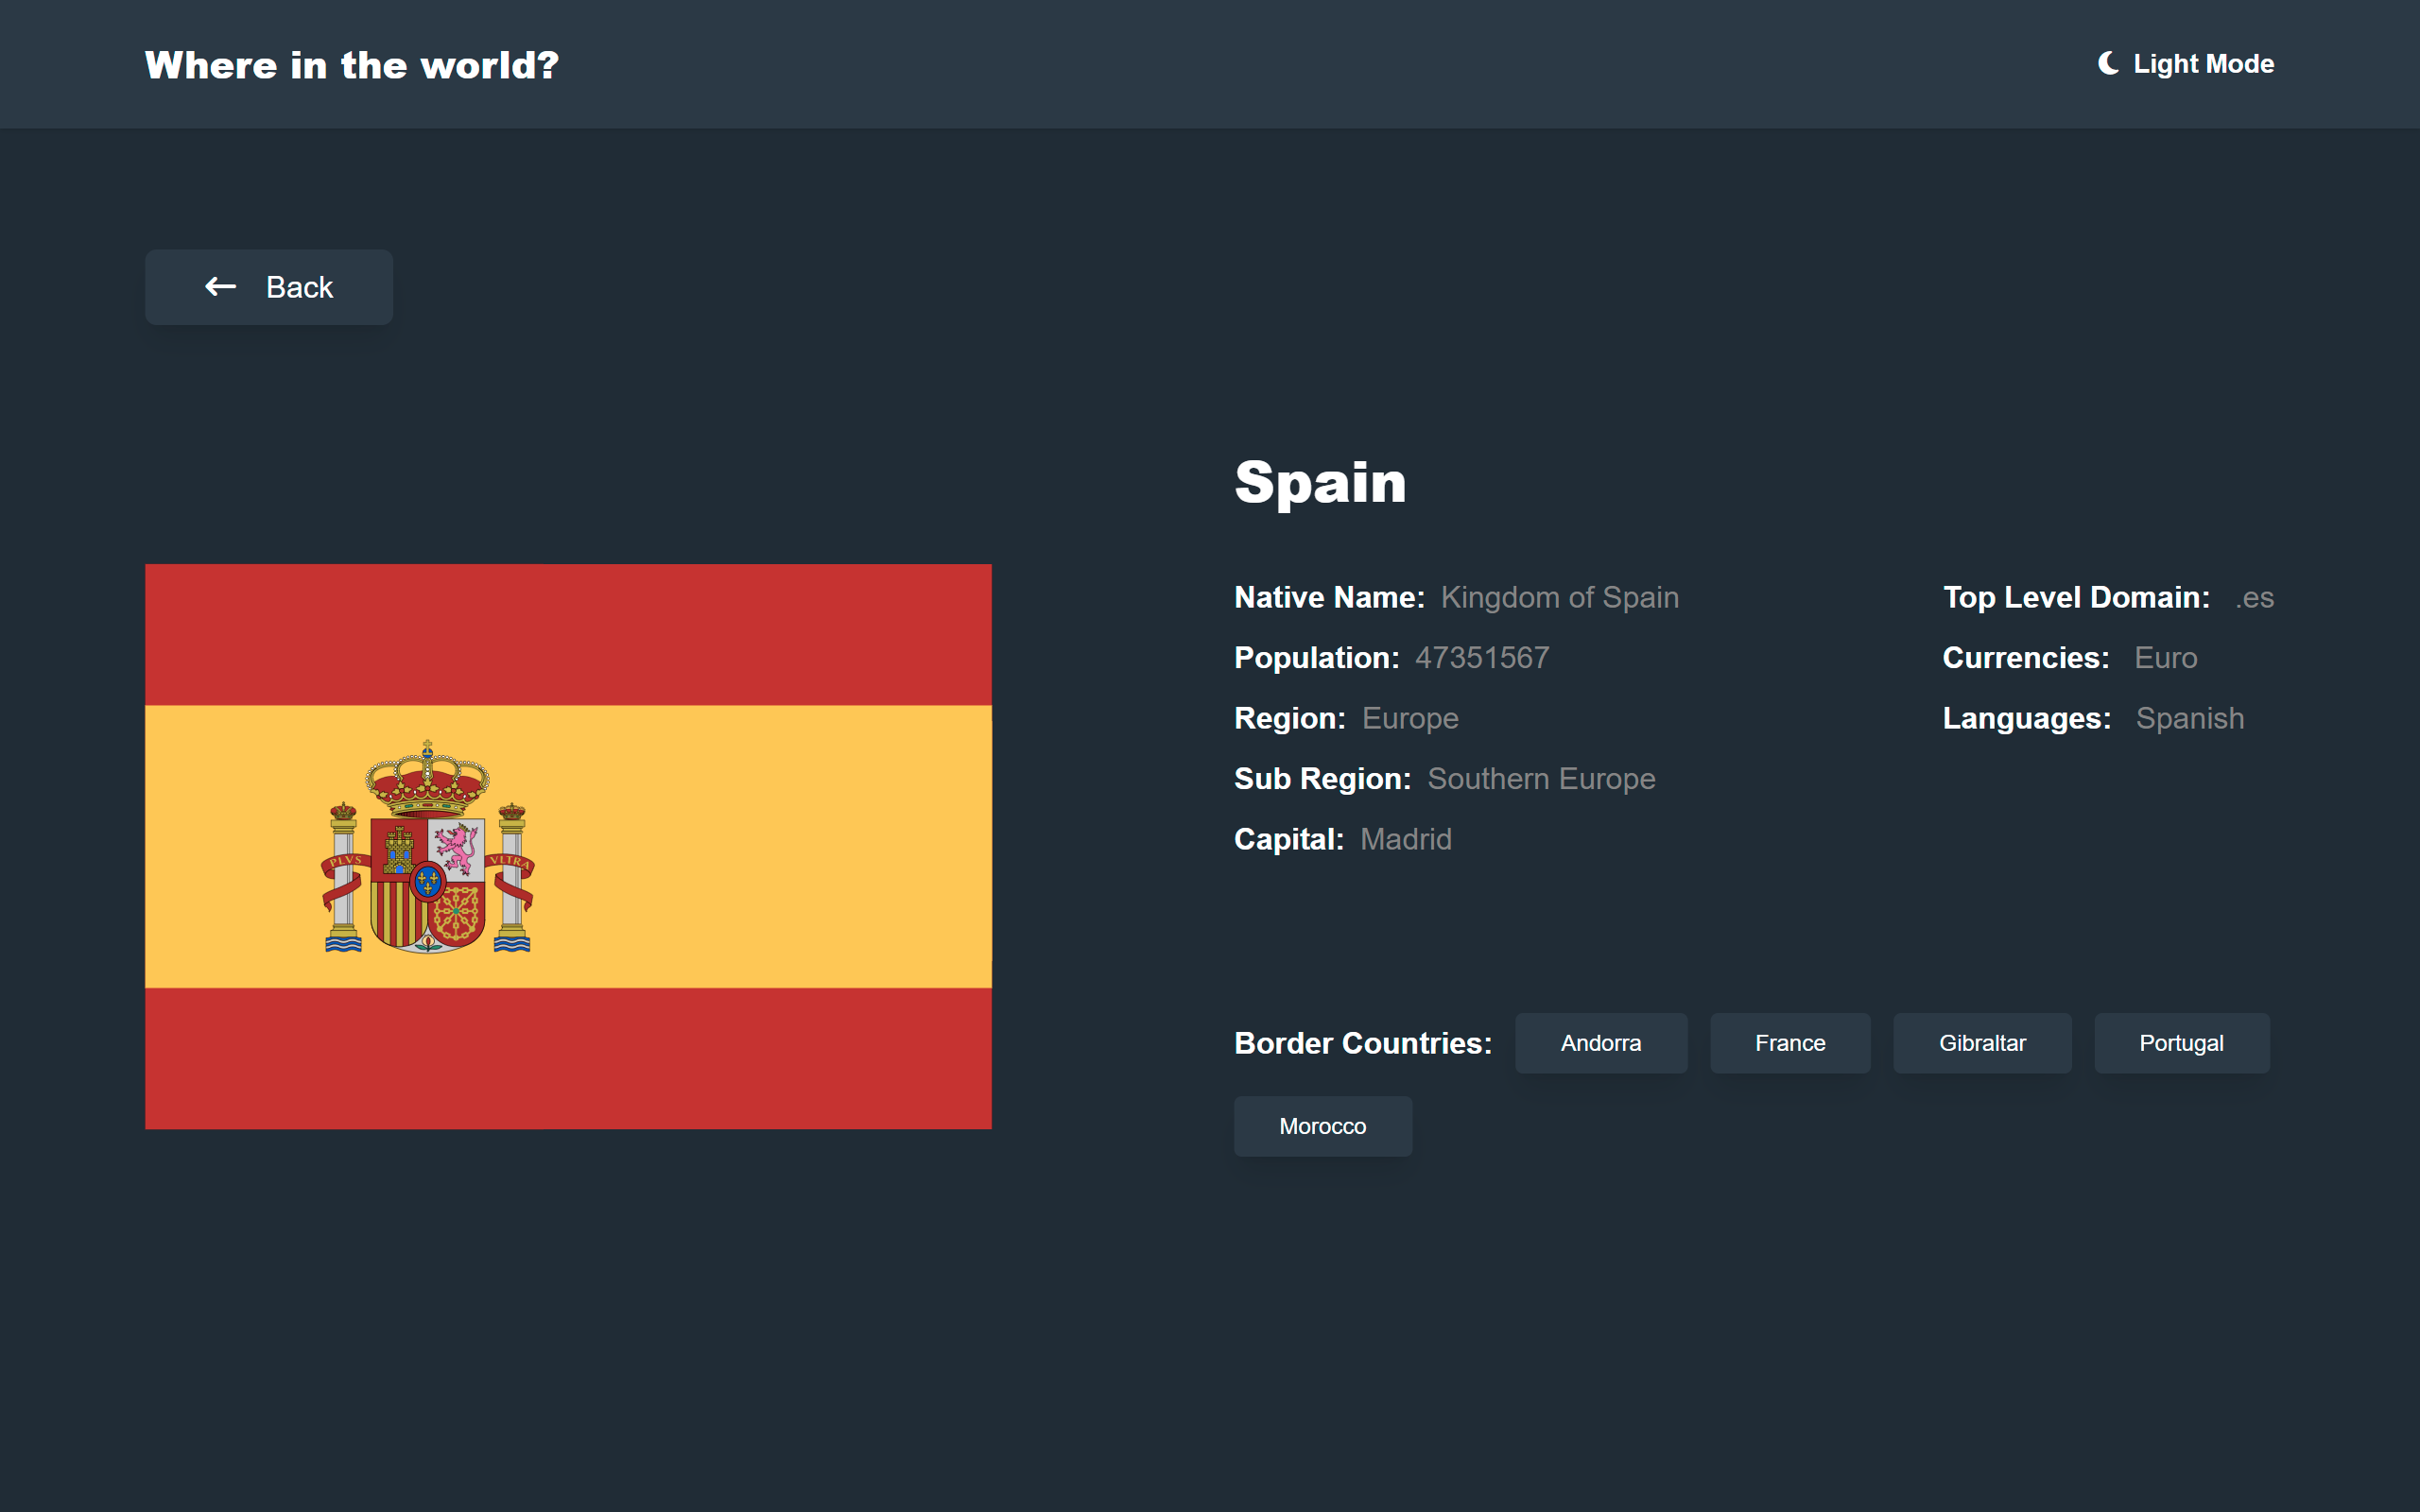 Where in the world?
Light Mode
Back
Spain
Native Name: Kingdom of Spain
Population: 47351567
Region: Europe
Sub Region: Southern Europe
Capital: Madrid
Top Level Domain: .es
Currencies: Euro
Languages: Spanish
Border Countries: Andorra France Gibraltar Portugal
Morocco
PLVS VLTRA